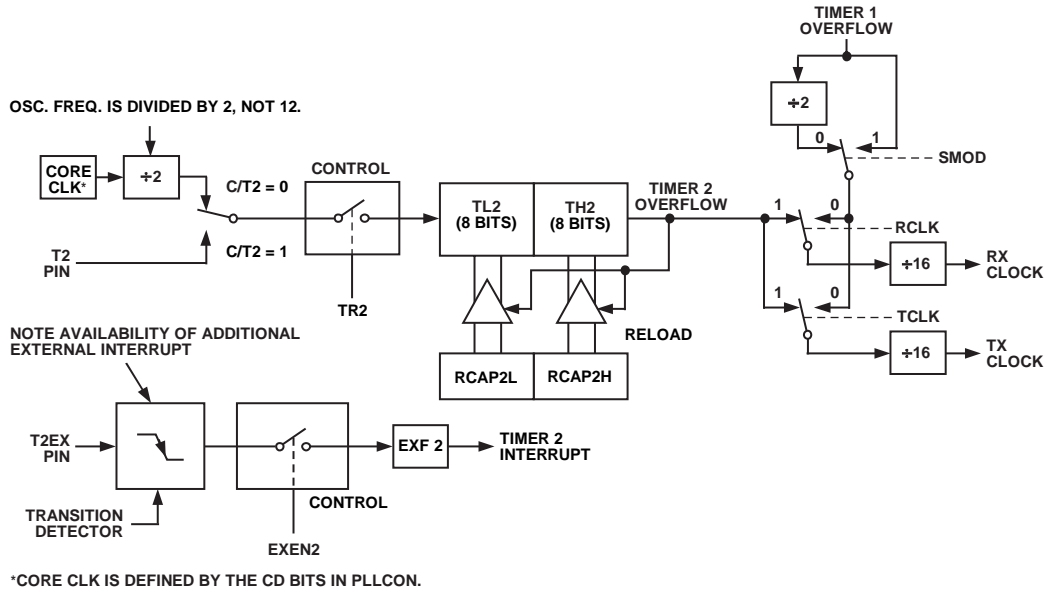 TIMER 1
OVERFLOW
OSC. FREQ. IS DIVIDED BY 2, NOT 12.
÷2
0
1
SMOD
CORE
CLK*
÷2
C/T2 = 0
C/T2 = 1
T2
PIN
CONTROL
TR2
TL2
(8 BITS)
TH2
(8 BITS)
TIMER 2
OVERFLOW
1
0
RCLK
÷16
RX
CLOCK
1
0
TCLK
÷16
TX
CLOCK
RELOAD
RCAP2L
RCAP2H
NOTE AVAILABILITY OF ADDITIONAL
EXTERNAL INTERRUPT
T2EX
PIN
TRANSITION
DETECTOR
CONTROL
EXEN2
EXF 2
TIMER 2
INTERRUPT
*CORE CLK IS DEFINED BY THE CD BITS IN PLLCON.